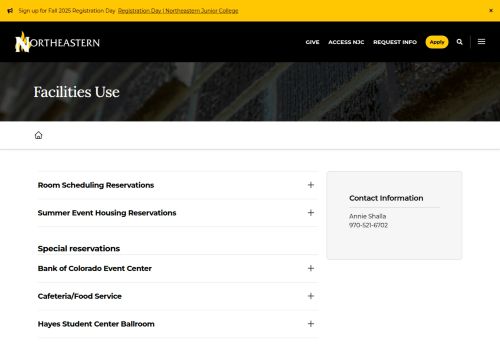 Sign up for Fall 2025 Registration Day Registration Day | Northeastern Junior College
×
NORTHEASTERN
GIVE ACCESS NJC REQUEST INFO Apply
Facilities Use
Room Scheduling Reservations
Summer Event Housing Reservations
Special reservations
Bank of Colorado Event Center
Cafeteria/Food Service
Hayes Student Center Ballroom
Contact Information
Annie Shalla
970-521-6702